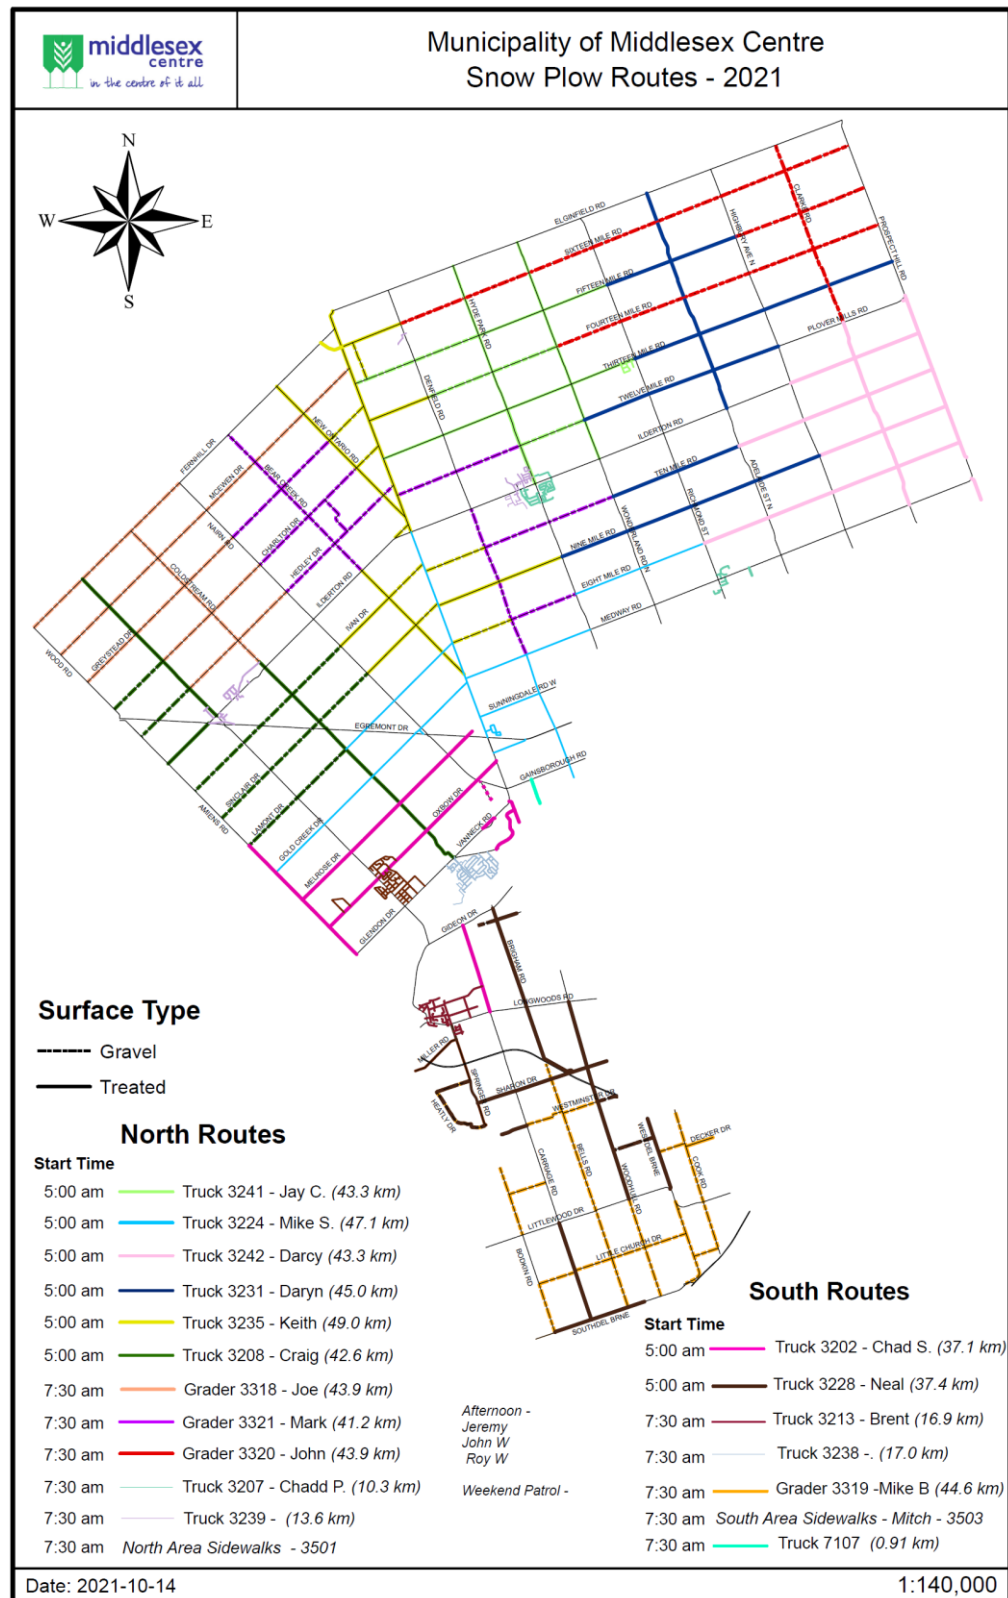 middlesex
centre
in the centre of it all
Municipality of Middlesex Centre
Snow Plow Routes - 2021
N
W
E
S
ELGINFIELD RD
SIXTEEN MILE RD
FIFTEEN MILE RD
FOURTEEN MILE RD
THIRTEEN MILE RD
TWELVE MILE RD
ILDERTON RD
TEN MILE RD
NINE MILE RD
EIGHT MILE RD
MEDWAY RD
HIGHBURY AVE N
CLARKE RD
PROSPECT HILL RD
PLOVER MILLS RD
HYDE PARK RD
DENFIELD RD
WONDERLAND RD N
RICHMOND ST
ADELAIDE ST N
FERNHILL DR
MCEWEN DR
NAIRN RD
NEW ONTARIO RD
BEAR CREEK RD
CHARLTON DR
HEDLEY DR
ILDERTON RD
COLDSTREAM RD
IVAN DR
GREYSTEAD DR
WOOD RD
EGREMONT DR
SUNNINGDALE RD W
GAINSBOROUGH RD
SINCLAIR DR
AMIENS RD
LAMONT DR
GOLD CREEK DR
MELROSE DR
OXBOW DR
VANNECK RD
GLENDON DR
GIDEON DR
BRIGHAM RD
LONGWOODS RD
MILLER RD
SPRINGER RD
SHARON DR
HEATLY DR
WESTMINSTER DR
CARRIAGE RD
BELLS RD
WOODHULL RD
WESTDEL BRNE
DECKER DR
COOK RD
LITTLEWOOD DR
LITTLE CHURCH DR
BODKIN RD
SOUTHDEL BRNE
Surface Type
Gravel
Treated
North Routes
Start Time
5:00 am Truck 3241 - Jay C. (43.3 km)
5:00 am Truck 3224 - Mike S. (47.1 km)
5:00 am Truck 3242 - Darcy (43.3 km)
5:00 am Truck 3231 - Daryn (45.0 km)
5:00 am Truck 3235 - Keith (49.0 km)
5:00 am Truck 3208 - Craig (42.6 km)
7:30 am Grader 3318 - Joe (43.9 km)
7:30 am Grader 3321 - Mark (41.2 km)
7:30 am Grader 3320 - John (43.9 km)
7:30 am Truck 3207 - Chadd P. (10.3 km)
7:30 am Truck 3239 - (13.6 km)
7:30 am North Area Sidewalks - 3501
Afternoon -
Jeremy
John W
Roy W
Weekend Patrol -
South Routes
Start Time
5:00 am Truck 3202 - Chad S. (37.1 km)
5:00 am Truck 3228 - Neal (37.4 km)
7:30 am Truck 3213 - Brent (16.9 km)
7:30 am Truck 3238 -. (17.0 km)
7:30 am Grader 3319 -Mike B (44.6 km)
7:30 am South Area Sidewalks - Mitch - 3503
7:30 am Truck 7107 (0.91 km)
Date: 2021-10-14
1:140,000